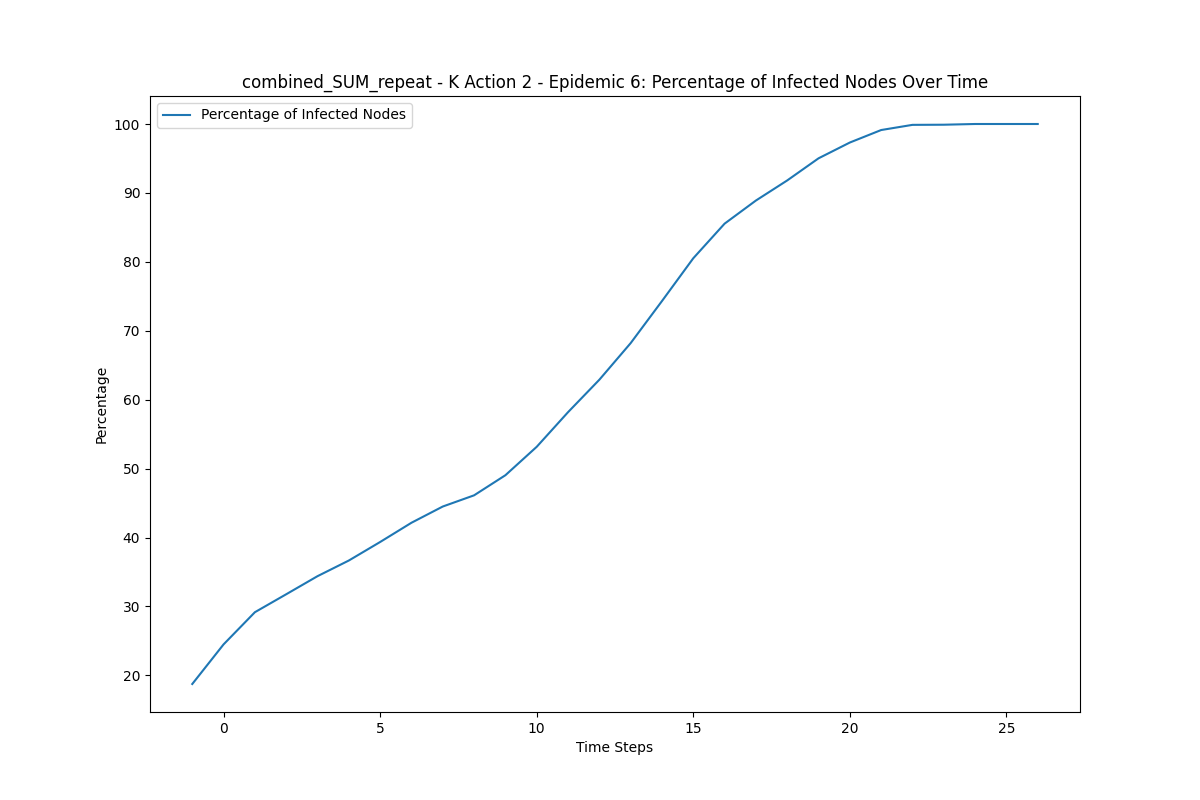 combined_SUM_repeat - K Action 2 - Epidemic 6: Percentage of Infected Nodes Over Time
Percentage of Infected Nodes
100
90
80
70
60
50
40
30
20
Percentage
0 5 10 15 20 25
Time Steps